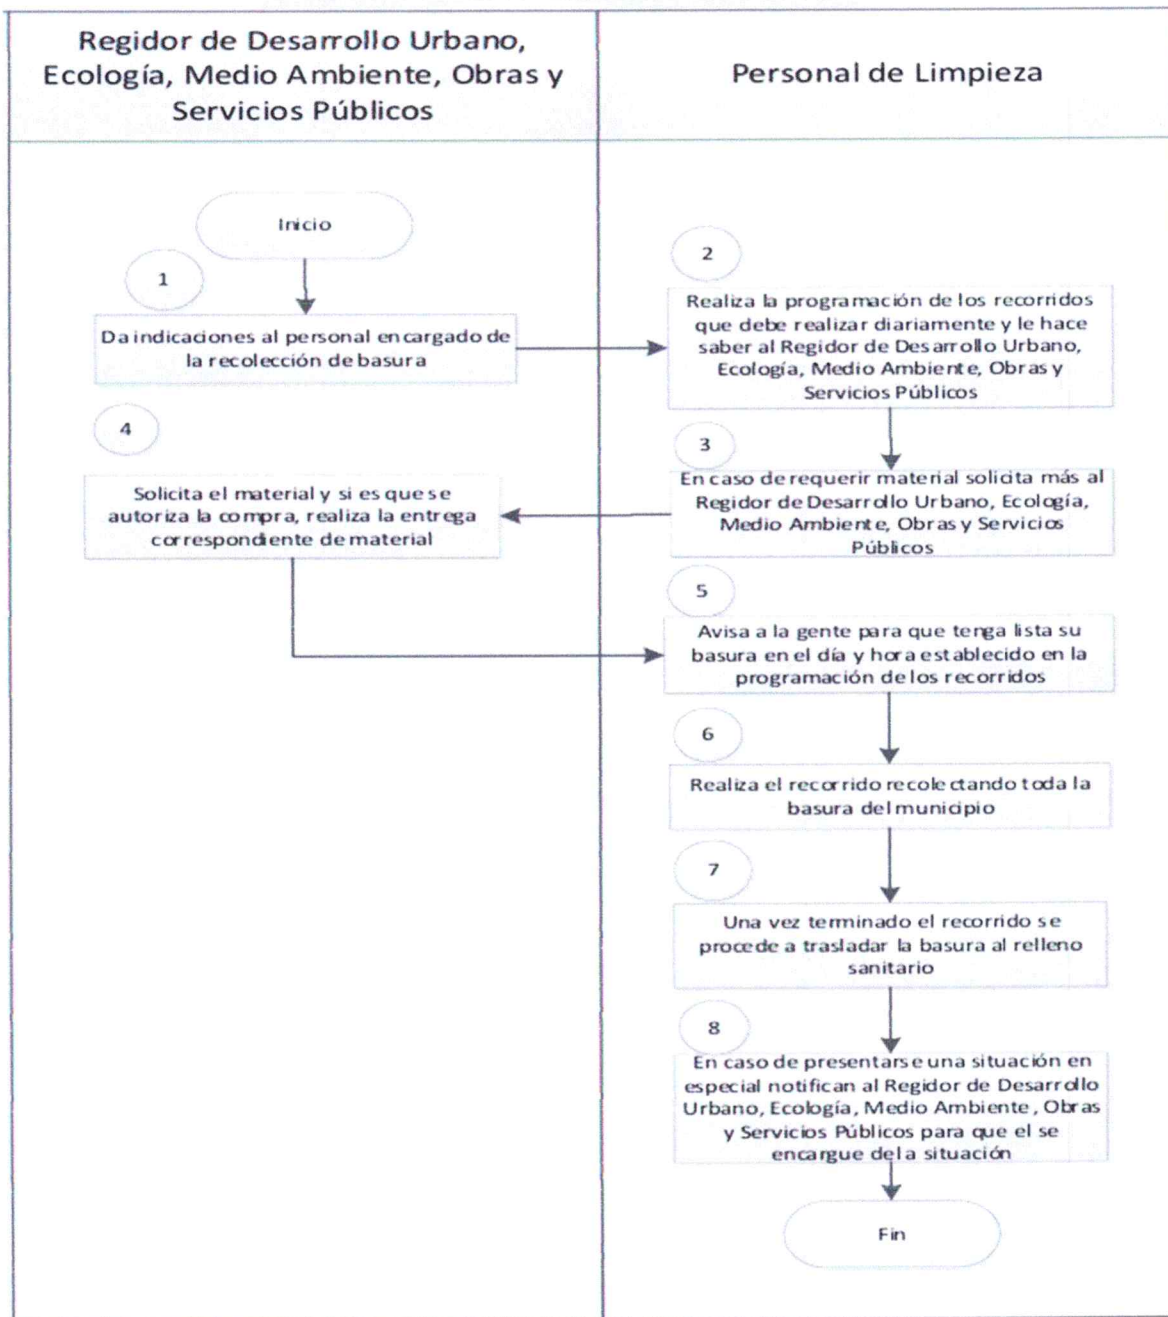 Regidor de Desarrollo Urbano,
Ecología, Medio Ambiente, Obras y
Servicios Públicos
Personal de Limpieza
Inicio
1
Da indicaciones al personal encargado de
la recolección de basura
2
Realiza la programación de los recorridos
que debe realizar diariamente y le hace
saber al Regidor de Desarrollo Urbano,
Ecología, Medio Ambiente, Obras y
Servicios Públicos
3
En caso de requerir material solicita más al
Regidor de Desarrollo Urbano, Ecología,
Medio Ambiente, Obras y Servicios
Públicos
4
Solicita el material y si es que se
autoriza la compra, realiza la entrega
correspondiente de material
5
Avisa a la gente para que tenga lista su
basura en el día y hora establecido en la
programación de los recorridos
6
Realiza el recorrido recolectando toda la
basura del municipio
7
Una vez terminado el recorrido se
procede a trasladar la basura al relleno
sanitario
8
En caso de presentarse una situación en
especial notifican al Regidor de Desarrollo
Urbano, Ecología, Medio Ambiente, Obras
y Servicios Públicos para que el se
encargue de la situación
Fin